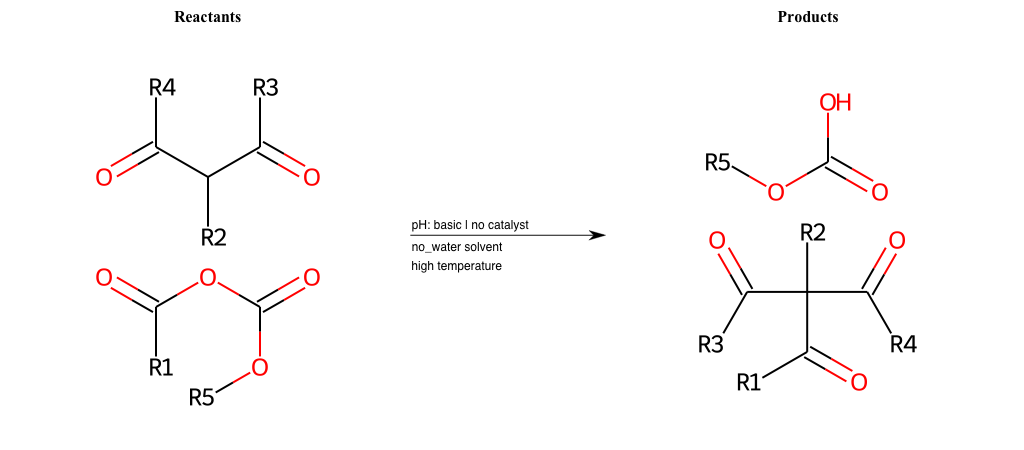 Reactants
Products
R4
R3
O
O
R2
O
O
O
R1
O
R5
pH: basic | no catalyst
no_water solvent
high temperature
OH
R5
O
O
O
R2
O
R3
R4
R1
O